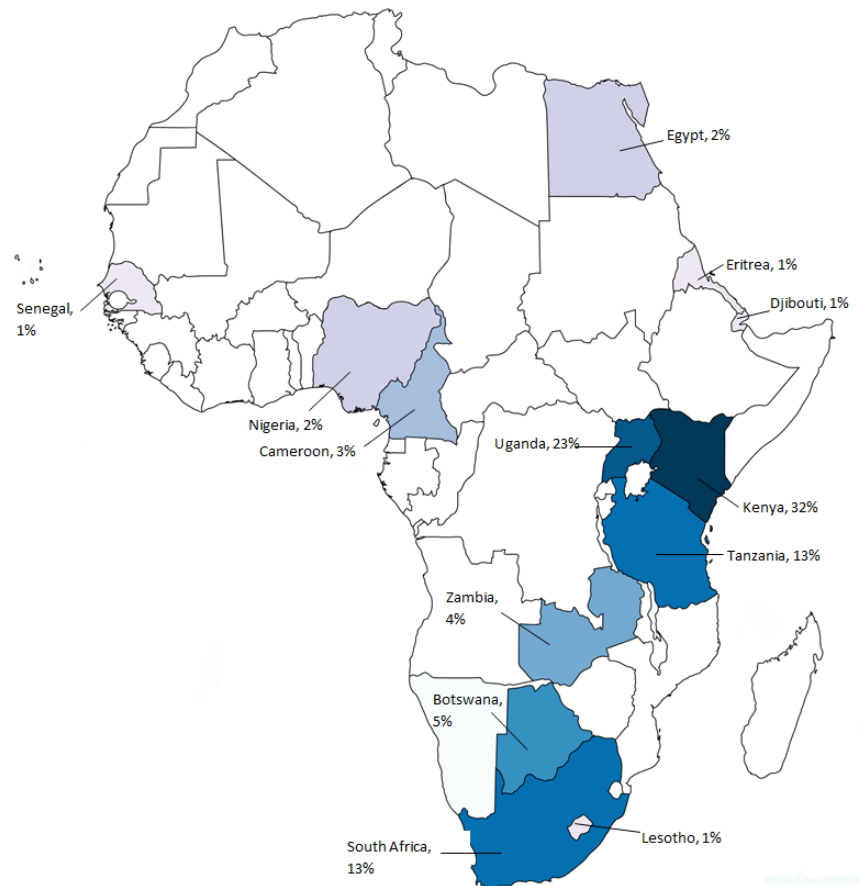 Egypt, 2%
Eritrea, 1%
Djibouti, 1%
Senegal,
1%
Nigeria, 2%
Cameroon, 3%
Uganda, 23%
Kenya, 32%
Tanzania, 13%
Zambia,
4%
Botswana,
5%
Lesotho, 1%
South Africa,
13%